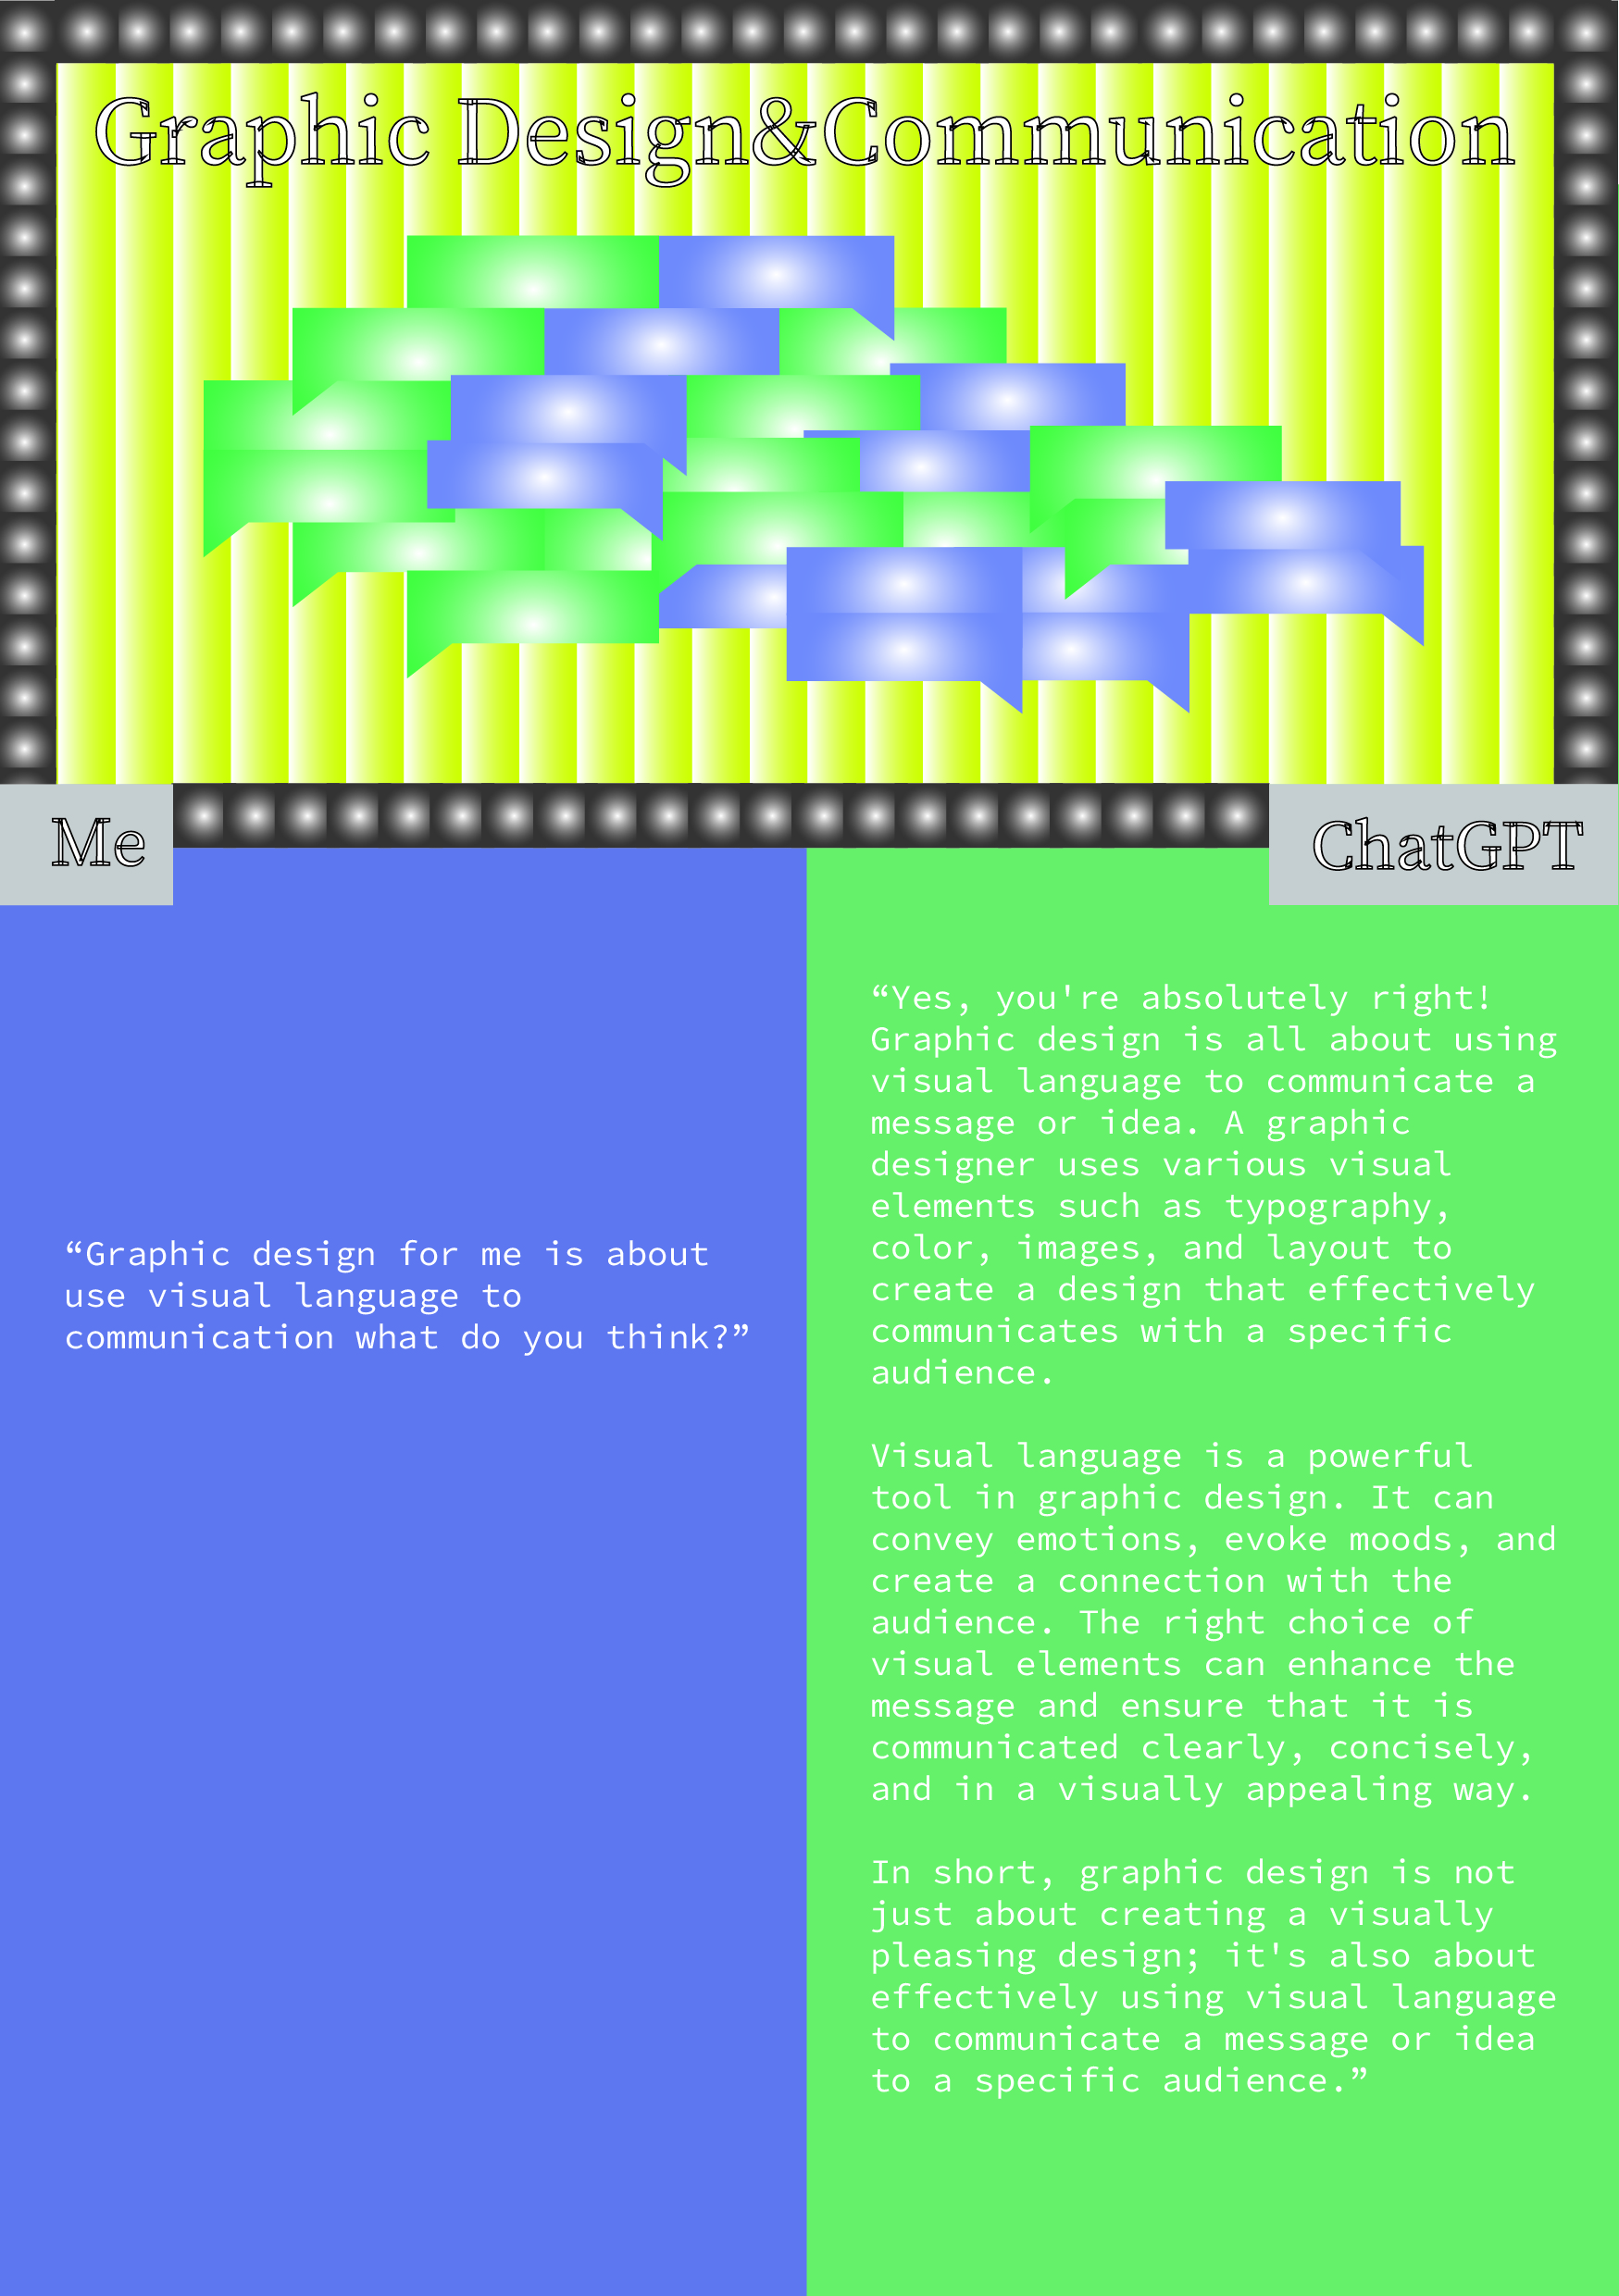 Graphic Design&Communication
Me
ChatGPT
“Graphic design for me is about
use visual language to
communication what do you think?”
“Yes, you're absolutely right!
Graphic design is all about using
visual language to communicate a
message or idea. A graphic
designer uses various visual
elements such as typography,
color, images, and layout to
create a design that effectively
communicates with a specific
audience.
Visual language is a powerful
tool in graphic design. It can
convey emotions, evoke moods, and
create a connection with the
audience. The right choice of
visual elements can enhance the
message and ensure that it is
communicated clearly, concisely,
and in a visually appealing way.
In short, graphic design is not
just about creating a visually
pleasing design; it's also about
effectively using visual language
to communicate a message or idea
to a specific audience.”